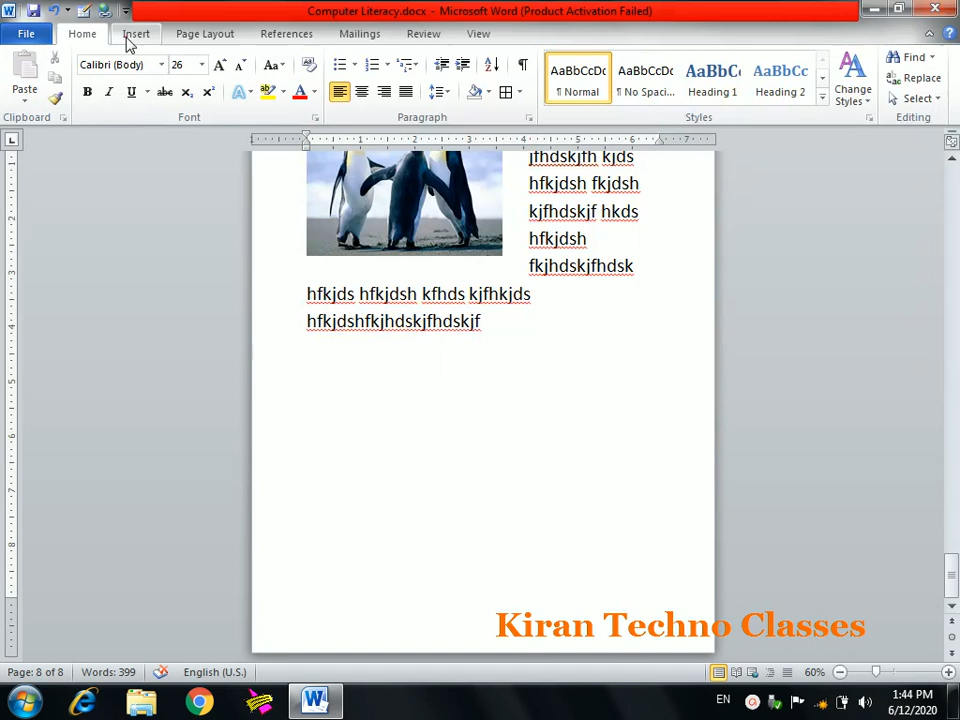 Computer Literacy.docx - Microsoft Word (Product Activation Failed)
File Home Insert Page Layout References Mailings Review View
Calibri (Body) 26
Paste
B I U abc
AaBbCcDc AaBbCcDc AaBbCc AaBbCc
¶ Normal ¶ No Spaci... Heading 1 Heading 2
Change Styles
Find
Replace
Select
Clipboard Font Paragraph Styles Editing
jfhdskjfh kjds
hfkjdsh fkjdsh
kjfhdskjf hkds
hfkjdsh
fkjhdskjfhdsk
hfkjds hfkjdsh kfhds kjfhkjds
hfkjdshfkjhdskjfhdskjf
Kiran Techno Classes
Page: 8 of 8 Words: 399 English (U.S.) 60%
EN 1:44 PM
6/12/2020